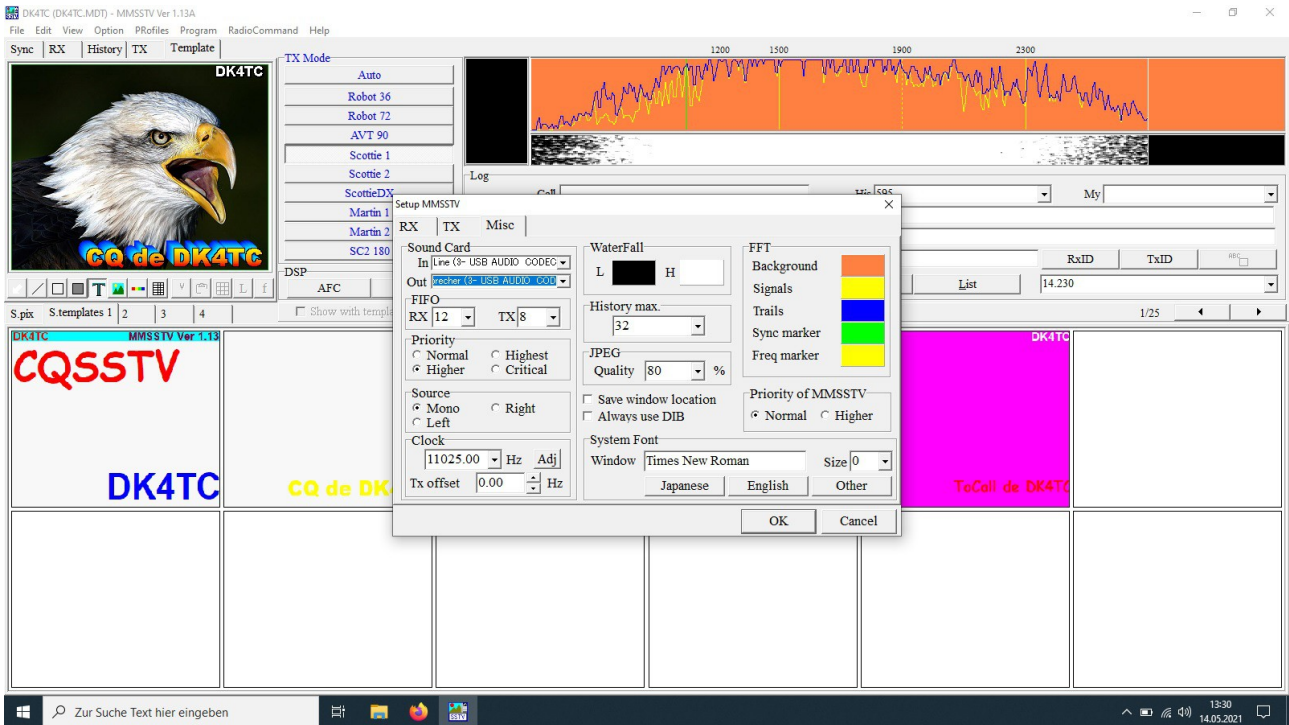 DK4TC (DK4TC.MDT) - MMSSTV Ver 1.13A
File Edit View Option PRofiles Program RadioCommand Help
Sync RX History TX Template
DK4TC
CQ de DK4TC
TX Mode
Auto
Robot 36
Robot 72
AVT 90
Scottie 1
Scottie 2
ScottieDX
Martin 1
Martin 2
SC2 180
DSP
AFC
Show with templ
1200 1500 1900 2300
Log
Call His 595 My
RxID TxID ABC
List 14.230
T L f
S.pix S.templates 1 2 3 4
1/25
DK4TC MMSSTV Ver 1.13
CQSSTV
DK4TC
CQ de DK
DK4TC
ToCall de DK4TC
Setup MMSSTV
RX TX Misc
Sound Card
In Line (3- USB AUDIO CODEC
Out precher (3- USB AUDIO COD
FIFO
RX 12 TX 8
Priority
Normal Highest
Higher Critical
Source
Mono Right
Left
Clock
11025.00 Hz Adj
Tx offset 0.00 Hz
WaterFall
L H
History max.
32
JPEG
Quality 80 %
Save window location
Always use DIB
FFT
Background
Signals
Trails
Sync marker
Freq marker
Priority of MMSSTV
Normal Higher
System Font
Window Times New Roman Size 0
Japanese English Other
OK Cancel
Zur Suche Text hier eingeben
SSTV
13:30
14.05.2021